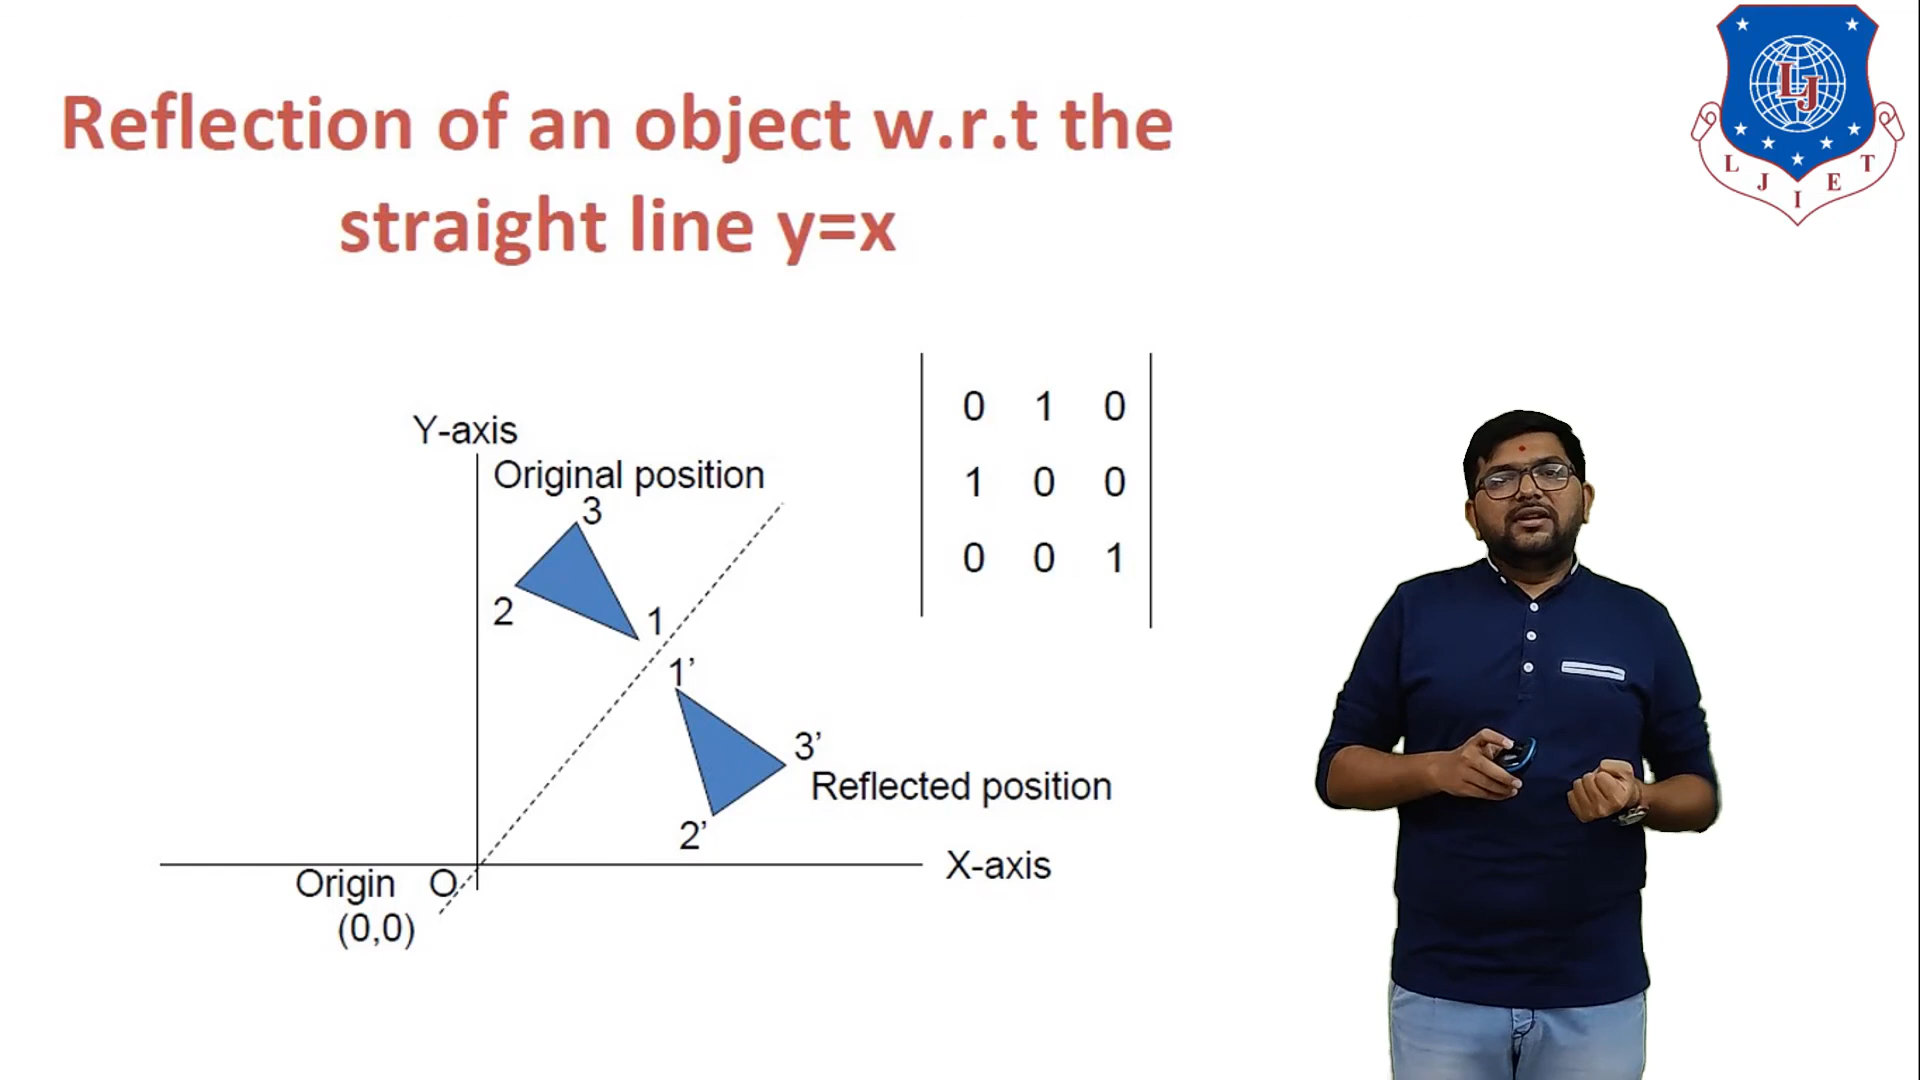 Reflection of an object w.r.t the
straight line y=x
LJ
L J I E T
0 1 0
1 0 0
0 0 1
Y-axis
Original position
3
2
1
1’
3’
Reflected position
2’
X-axis
Origin O
(0,0)